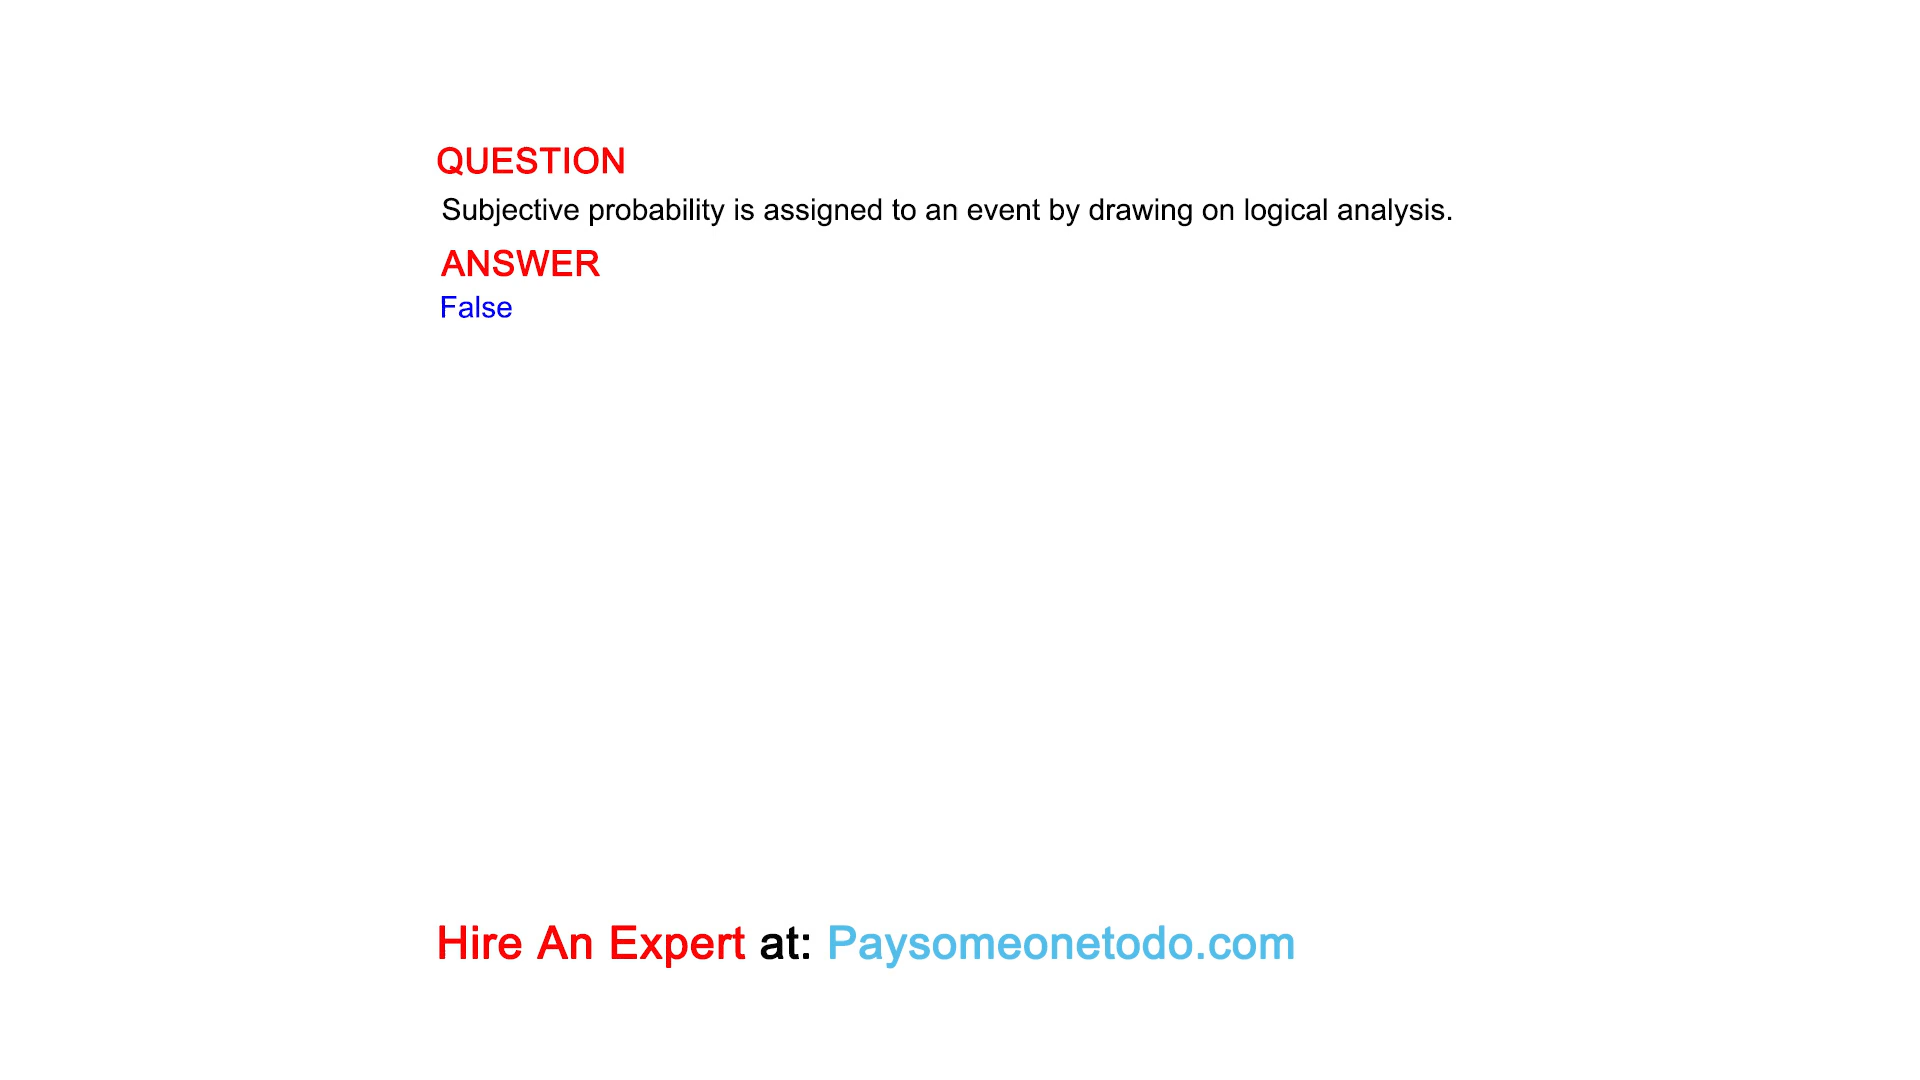 QUESTION
Subjective probability is assigned to an event by drawing on logical analysis.
ANSWER
False
Hire An Expert at: Paysomeonetodo.com